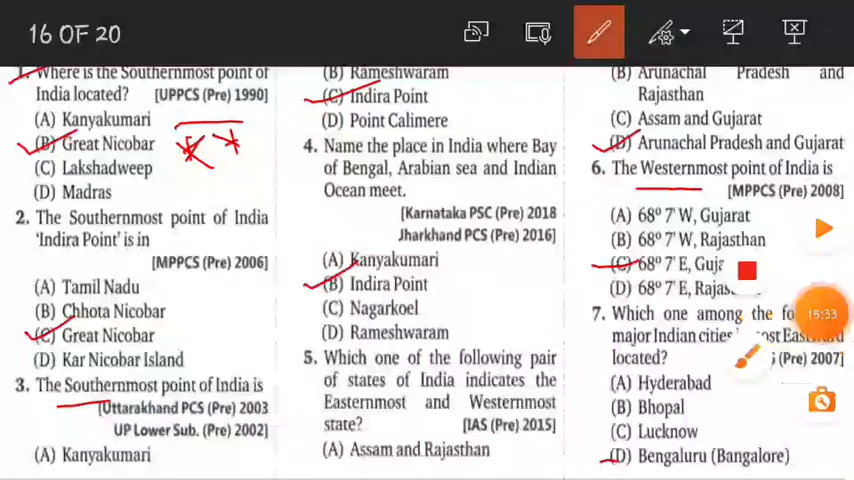 16 OF 20
1. Where is the Southernmost point of
India located? [UPPCS (Pre) 1990]
(A) Kanyakumari
(B) Great Nicobar
(C) Lakshadweep
(D) Madras
2. The Southernmost point of India
'Indira Point' is in
[MPPCS (Pre) 2006]
(A) Tamil Nadu
(B) Chhota Nicobar
(C) Great Nicobar
(D) Kar Nicobar Island
3. The Southernmost point of India is
[Uttarakhand PCS (Pre) 2003
UP Lower Sub. (Pre) 2002]
(A) Kanyakumari
(B) Rameshwaram
(C) Indira Point
(D) Point Calimere
4. Name the place in India where Bay
of Bengal, Arabian sea and Indian
Ocean meet.
[Karnataka PSC (Pre) 2018
Jharkhand PCS (Pre) 2016]
(A) Kanyakumari
(B) Indira Point
(C) Nagarkoel
(D) Rameshwaram
5. Which one of the following pair
of states of India indicates the
Easternmost and Westernmost
state? [IAS (Pre) 2015]
(A) Assam and Rajasthan
(B) Arunachal Pradesh and
Rajasthan
(C) Assam and Gujarat
(D) Arunachal Pradesh and Gujarat
6. The Westernmost point of India is
[MPPCS (Pre) 2008]
(A) 68º 7' W, Gujarat
(B) 68º 7' W, Rajasthan
(C) 68º 7' E, Guja
(D) 68º 7' E, Rajas
15:33
7. Which one among the fo
major Indian cities ost East
located? (Pre) 2007]
(A) Hyderabad
(B) Bhopal
(C) Lucknow
(D) Bengaluru (Bangalore)